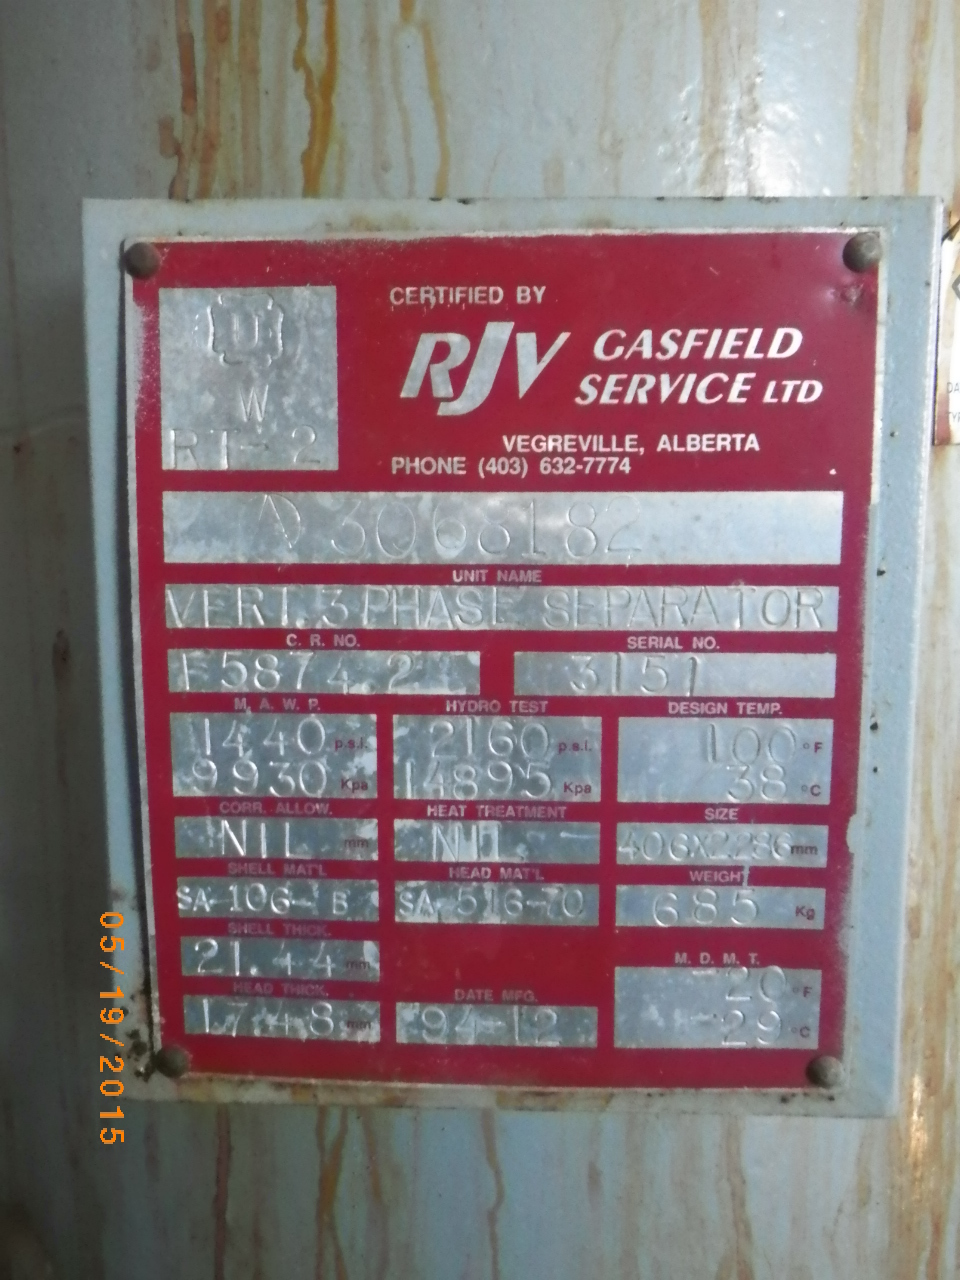 U
W
RT-2
CERTIFIED BY
RJV GASFIELD SERVICE LTD
VEGREVILLE, ALBERTA
PHONE (403) 632-7774
3068182
UNIT NAME
VERT. 3 PHASE SEPARATOR
C. R. NO. SERIAL NO.
F5874.21 3151
M. A. W. P. HYDRO TEST DESIGN TEMP.
1440 p.s.i. 2160 p.s.i. 100 °F
9930 Kpa 14895 Kpa 38 °C
CORR. ALLOW. HEAT TREATMENT SIZE
NIL mm NIL 406X2286 mm
SHELL MAT'L HEAD MAT'L WEIGHT
SA-106-B SA-516-70 685 Kg
SHELL THICK.
21.44 mm
M. D. M. T.
-20 °F
HEAD THICK. DATE MFG.
17.48 mm 94-12 -29 °C
05/19/2015